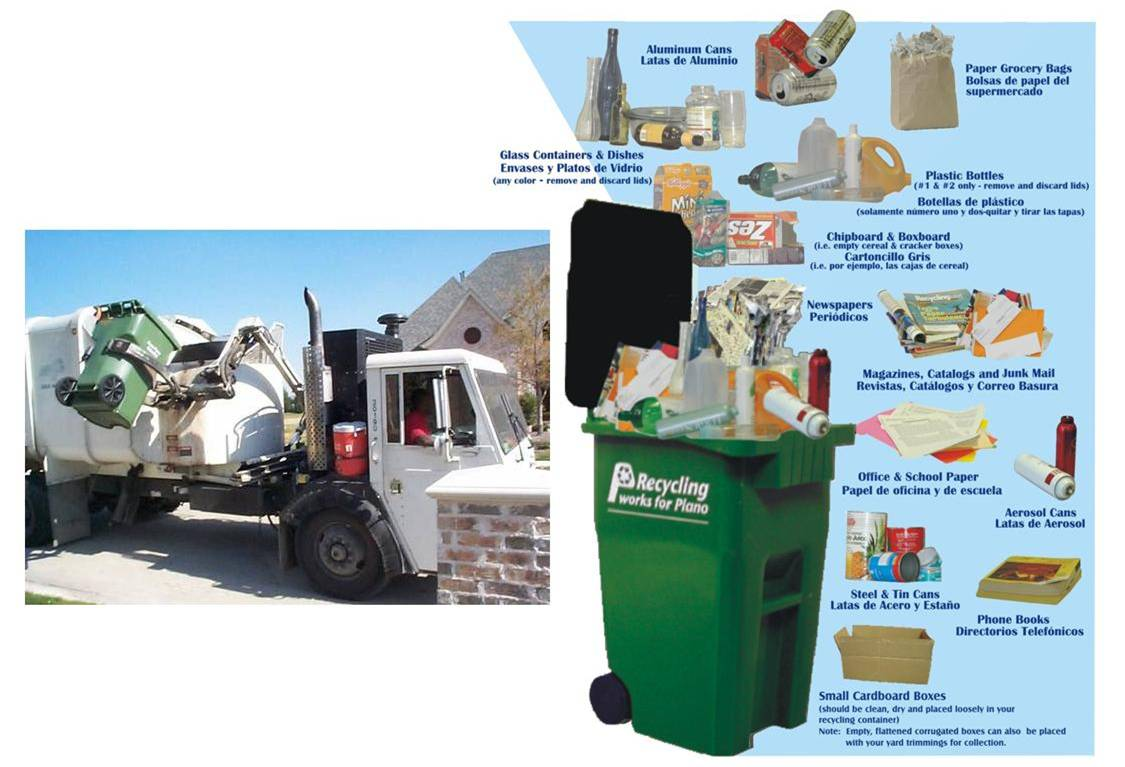 Aluminum Cans
Latas de Aluminio
Paper Grocery Bags
Bolsas de papel del
supermercado
Glass Containers & Dishes
Envases y Platos de Vidrio
(any color - remove and discard lids)
Plastic Bottles
(#1 & #2 only - remove and discard lids)
Botellas de plástico
(solamente número uno y dos-quitar y tirar las tapas)
Chipboard & Boxboard
(i.e. empty cereal & cracker boxes)
Cartoncillo Gris
(i.e. por ejemplo, las cajas de cereal)
Newspapers
Periódicos
Magazines, Catalogs and Junk Mail
Revistas, Catálogos y Correo Basura
Recycling
works for Plano
Office & School Paper
Papel de oficina y de escuela
Aerosol Cans
Latas de Aerosol
Steel & Tin Cans
Latas de Acero y Estaño
Phone Books
Directorios Telefónicos
Small Cardboard Boxes
(should be clean, dry and placed loosely in your
recycling container)
Note: Empty, flattened corrugated boxes can also be placed
with your yard trimmings for collection.